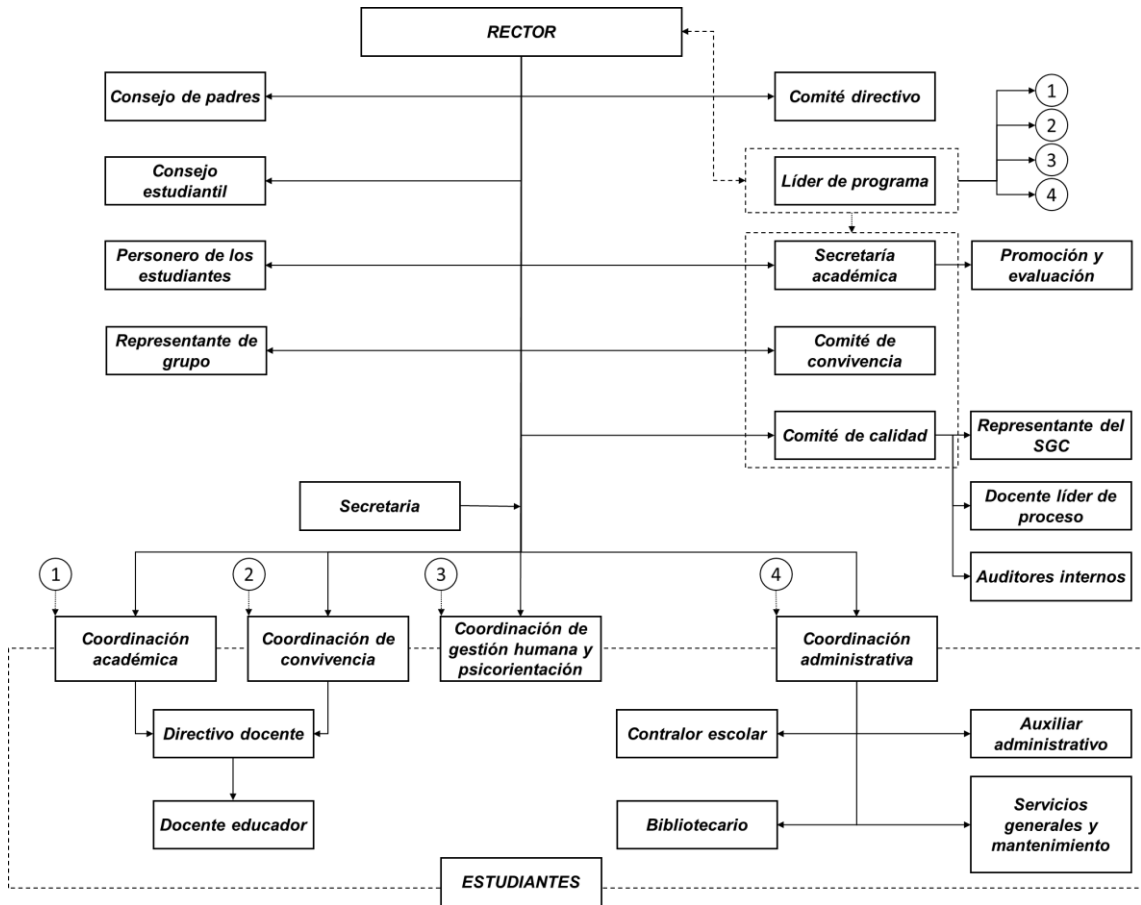 RECTOR
Consejo de padres
Comité directivo
1
2
3
4
Consejo
estudiantil
Líder de programa
Personero de los
estudiantes
Secretaría
académica
Promoción y
evaluación
Representante de
grupo
Comité de
convivencia
Comité de calidad
Representante del
SGC
Secretaria
Docente líder de
proceso
Auditores internos
1
2
3
4
Coordinación
académica
Coordinación de
convivencia
Coordinación de
gestión humana y
psicorientación
Coordinación
administrativa
Directivo docente
Contralor escolar
Auxiliar
administrativo
Docente educador
Bibliotecario
Servicios
generales y
mantenimiento
ESTUDIANTES